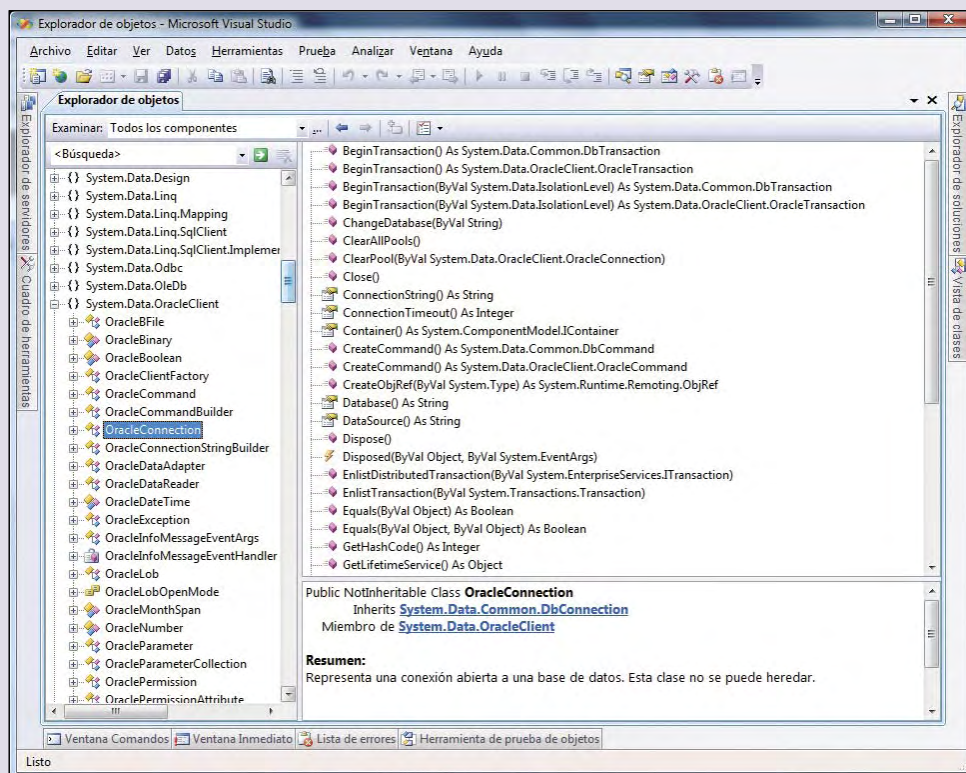 Explorador de objetos - Microsoft Visual Studio
Archivo Editar Ver Datos Herramientas Prueba Analizar Ventana Ayuda
Explorador de objetos
Examinar: Todos los componentes
<Búsqueda>
{} System.Data.Design
{} System.Data.Linq
{} System.Data.Linq.Mapping
{} System.Data.Linq.SqlClient
{} System.Data.Linq.SqlClient.Implemer
{} System.Data.Odbc
{} System.Data.OleDb
{} System.Data.OracleClient
OracleBFile
OracleBinary
OracleBoolean
OracleClientFactory
OracleCommand
OracleCommandBuilder
OracleConnection
OracleConnectionStringBuilder
OracleDataAdapter
OracleDataReader
OracleDateTime
OracleException
OracleInfoMessageEventArgs
OracleInfoMessageEventHandler
OracleLob
OracleLobOpenMode
OracleMonthSpan
OracleNumber
OracleParameter
OracleParameterCollection
OraclePermission
OraclePermissionAttribute
BeginTransaction() As System.Data.Common.DbTransaction
BeginTransaction() As System.Data.OracleClient.OracleTransaction
BeginTransaction(ByVal System.Data.IsolationLevel) As System.Data.Common.DbTransaction
BeginTransaction(ByVal System.Data.IsolationLevel) As System.Data.OracleClient.OracleTransaction
ChangeDatabase(ByVal String)
ClearAllPools()
ClearPool(ByVal System.Data.OracleClient.OracleConnection)
Close()
ConnectionString() As String
ConnectionTimeout() As Integer
Container() As System.ComponentModel.IContainer
CreateCommand() As System.Data.Common.DbCommand
CreateCommand() As System.Data.OracleClient.OracleCommand
CreateObjRef(ByVal System.Type) As System.Runtime.Remoting.ObjRef
Database() As String
DataSource() As String
Dispose()
Disposed(ByVal Object, ByVal System.EventArgs)
EnlistDistributedTransaction(ByVal System.EnterpriseServices.ITransaction)
EnlistTransaction(ByVal System.Transactions.Transaction)
Equals(ByVal Object) As Boolean
Equals(ByVal Object, ByVal Object) As Boolean
GetHashCode() As Integer
GetLifetimeService() As Object
Public NotInheritable Class OracleConnection
Inherits System.Data.Common.DbConnection
Miembro de System.Data.OracleClient
Resumen:
Representa una conexión abierta a una base de datos. Esta clase no se puede heredar.
Explorador de servidores
Cuadro de herramientas
Explorador de soluciones
Vista de clases
Ventana Comandos
Ventana Inmediato
Lista de errores
Herramienta de prueba de objetos
Listo